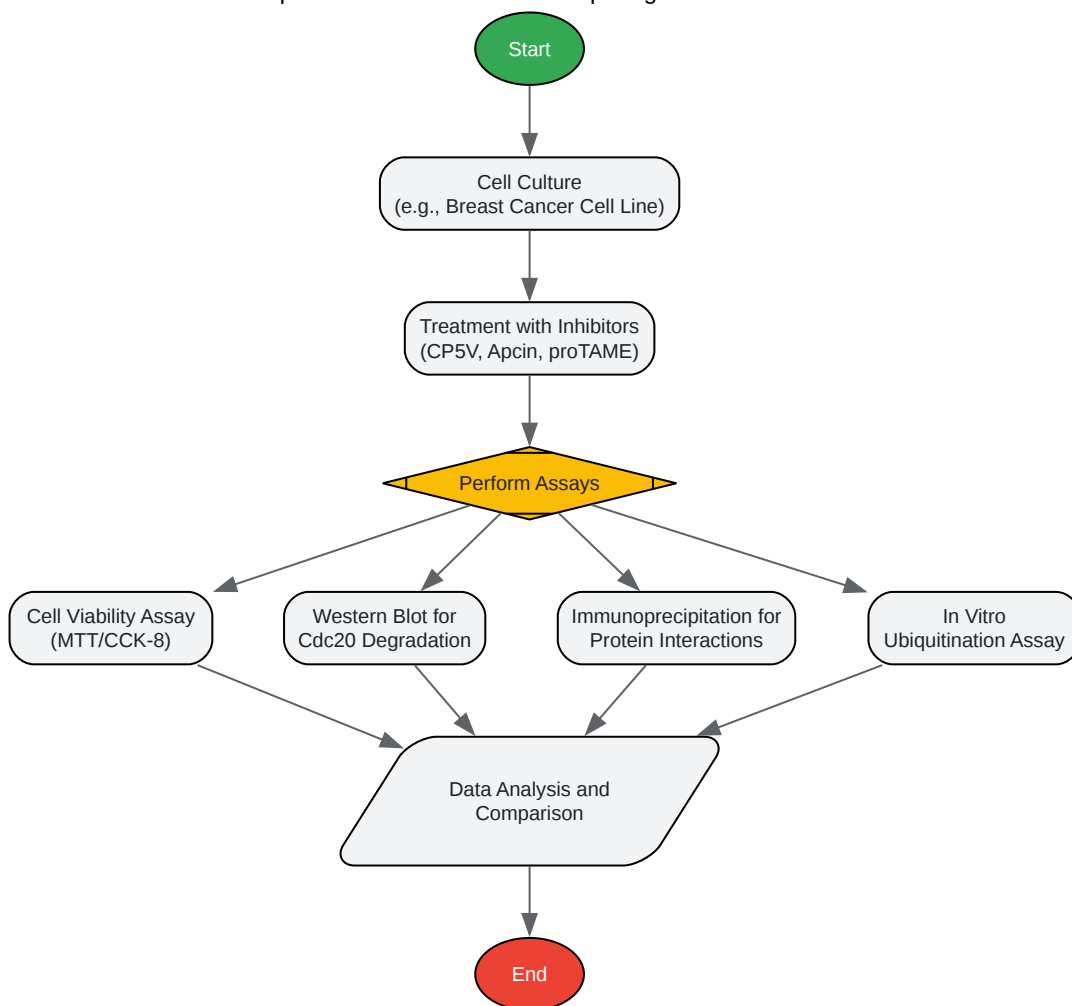 Start
Cell Culture
(e.g., Breast Cancer Cell Line)
Treatment with Inhibitors
(CP5V, Apcin, proTAME)
Perform Assays
Cell Viability Assay
(MTT/CCK-8)
Western Blot for
Cdc20 Degradation
Immunoprecipitation for
Protein Interactions
In Vitro
Ubiquitination Assay
Data Analysis and
Comparison
End